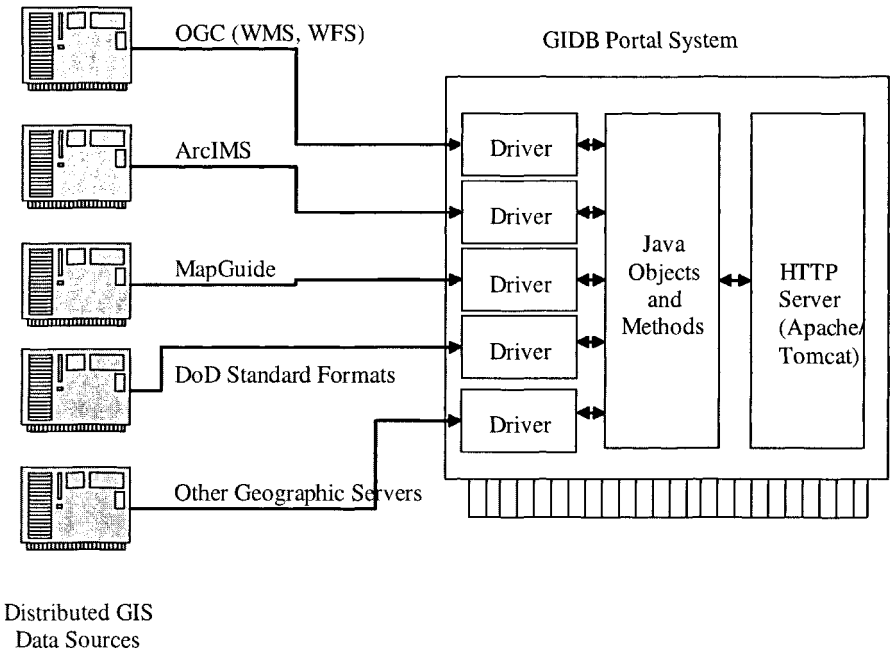 OGC (WMS, WFS)
GIDB Portal System
ArcIMS
MapGuide
DoD Standard Formats
Other Geographic Servers
Driver
Driver
Driver
Driver
Driver
Java
Objects
and
Methods
HTTP
Server
(Apache/
Tomcat)
Distributed GIS
Data Sources